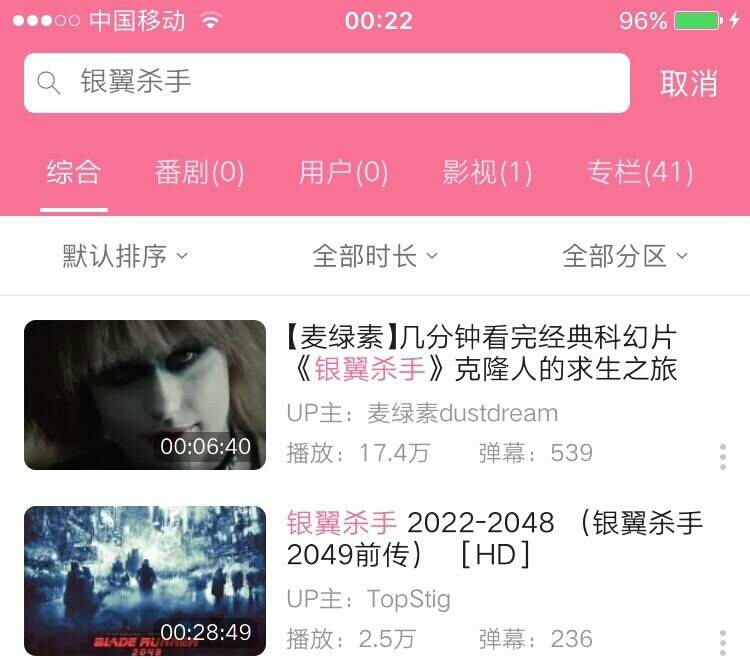 中国移动 00:22 96%
银翼杀手 取消
综合 番剧(0) 用户(0) 影视(1) 专栏(41)
默认排序 全部时长 全部分区
【麦绿素】几分钟看完经典科幻片
《银翼杀手》克隆人的求生之旅
00:06:40
UP主：麦绿素dustdream
播放：17.4万 弹幕：539
银翼杀手 2022-2048 （银翼杀手
2049前传） ［HD］
BLADE RUNNER
2049
00:28:49
UP主：TopStig
播放：2.5万 弹幕：236